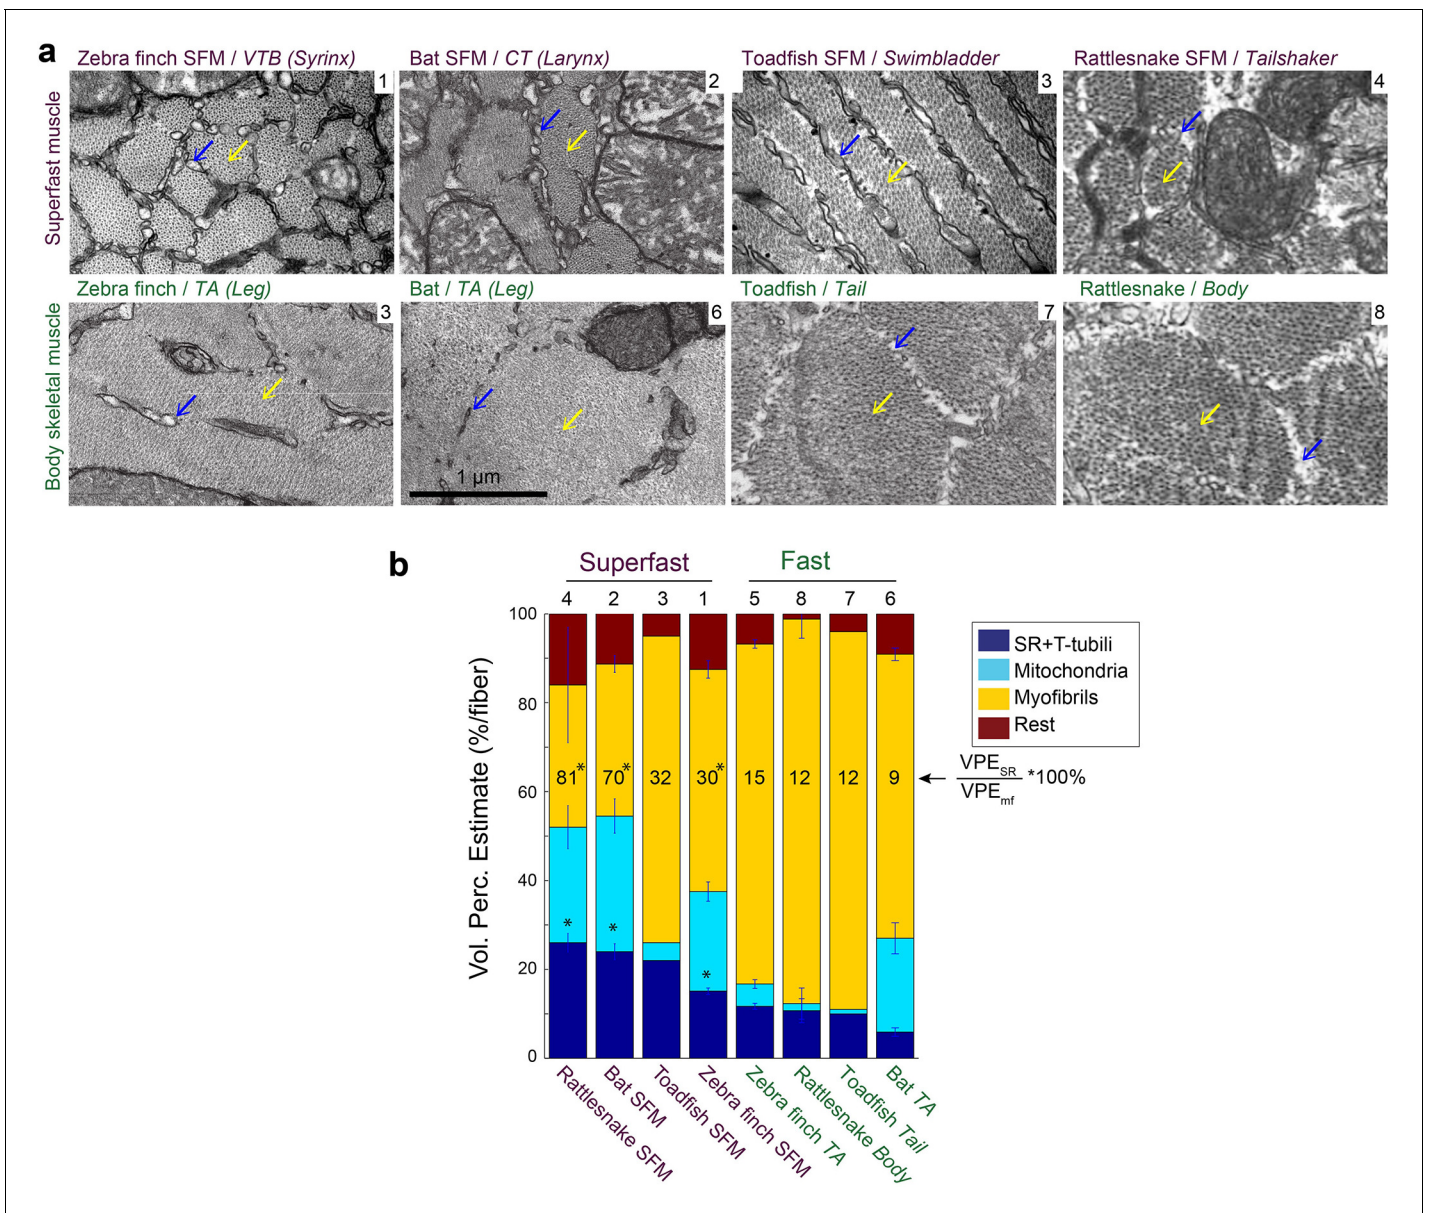 a
Zebra finch SFM / VTB (Syrinx)
Bat SFM / CT (Larynx)
Toadfish SFM / Swimbladder
Rattlesnake SFM / Tailshaker
Superfast muscle
1
2
3
4
Zebra finch / TA (Leg)
Bat / TA (Leg)
Toadfish / Tail
Rattlesnake / Body
Body skeletal muscle
3
6
7
8
1 μm
b
Superfast
Fast
4 2 3 1 5 8 7 6
Vol. Perc. Estimate (%/fiber)
100
80
60
40
20
0
81* 70* 32 30* 15 12 12 9
* * *
SR+T-tubili
Mitochondria
Myofibrils
Rest
VPE_SR
VPE_mf
*100%
Rattlesnake SFM
Bat SFM
Toadfish SFM
Zebra finch SFM
Zebra finch TA
Rattlesnake Body
Toadfish Tail
Bat TA